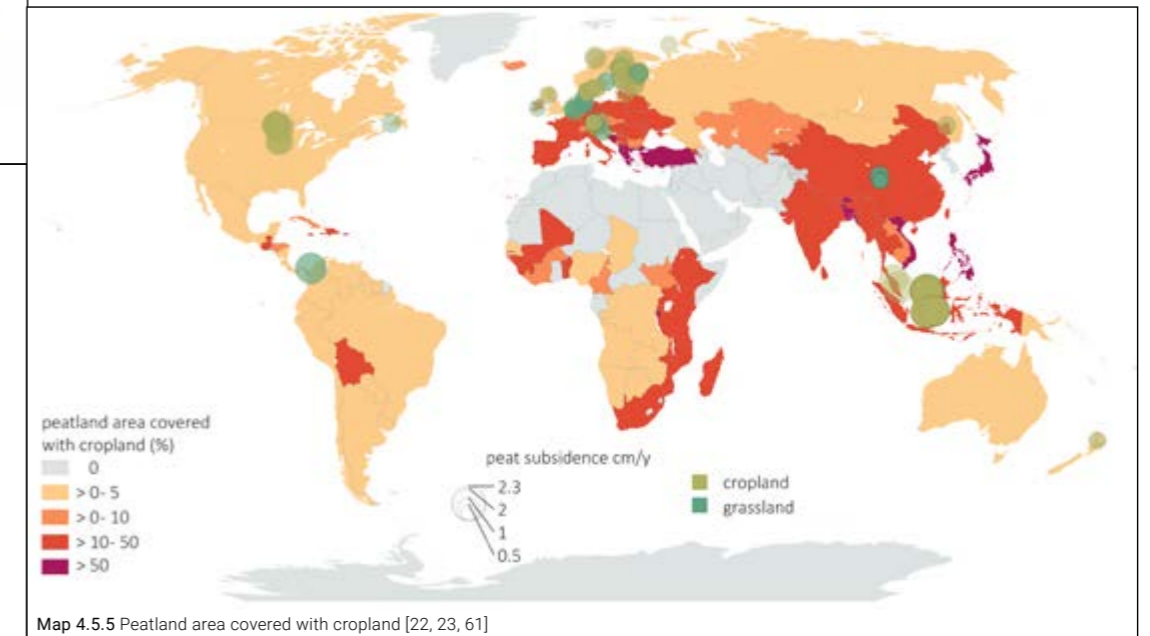 peatland area covered
with cropland (%)
0
> 0- 5
> 0- 10
> 10- 50
> 50
peat subsidence cm/y
2.3
2
1
0.5
cropland
grassland
Map 4.5.5 Peatland area covered with cropland [22, 23, 61]